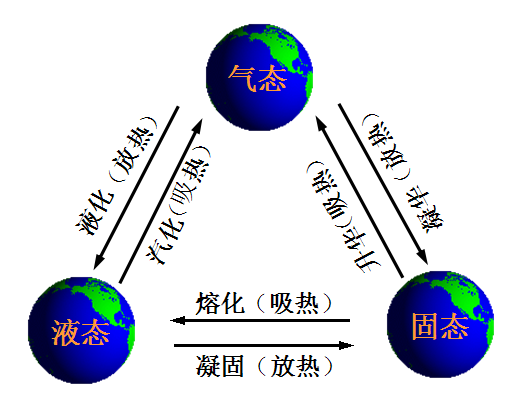 气态
液化（放热）
汽化(吸热)
升华(吸热)
凝华（放热）
熔化（吸热）
液态
固态
凝固（放热）